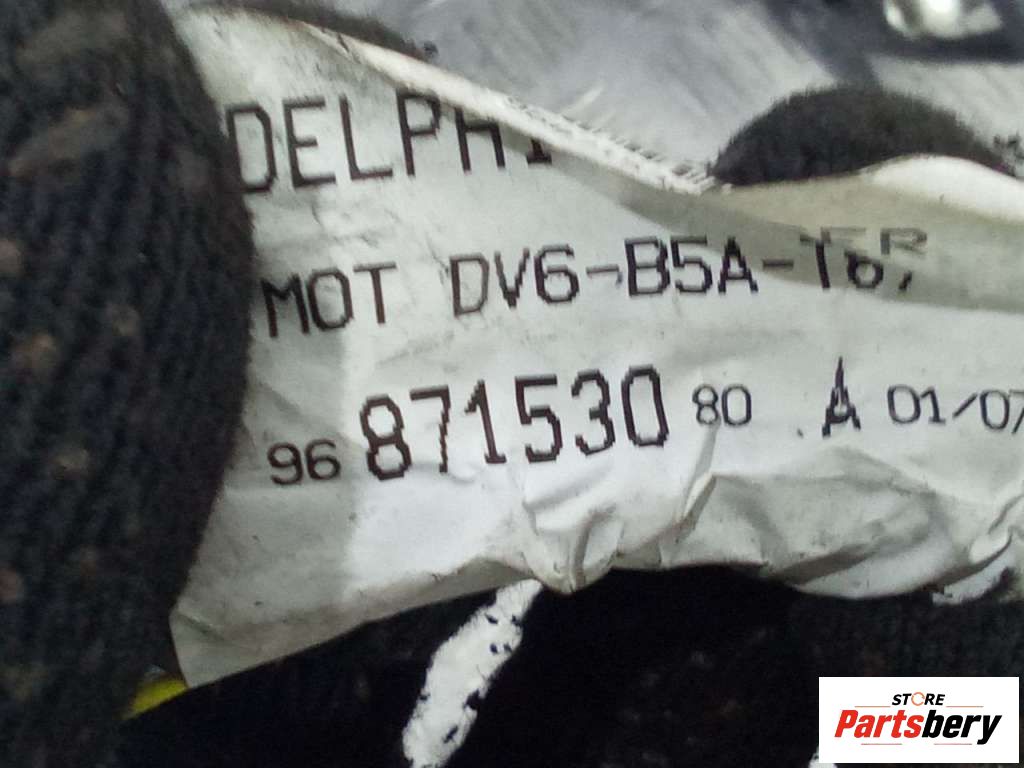 DELPHI
MOT DV6-B5A-
96 871530 80 A 01/07
STORE
Partsbery